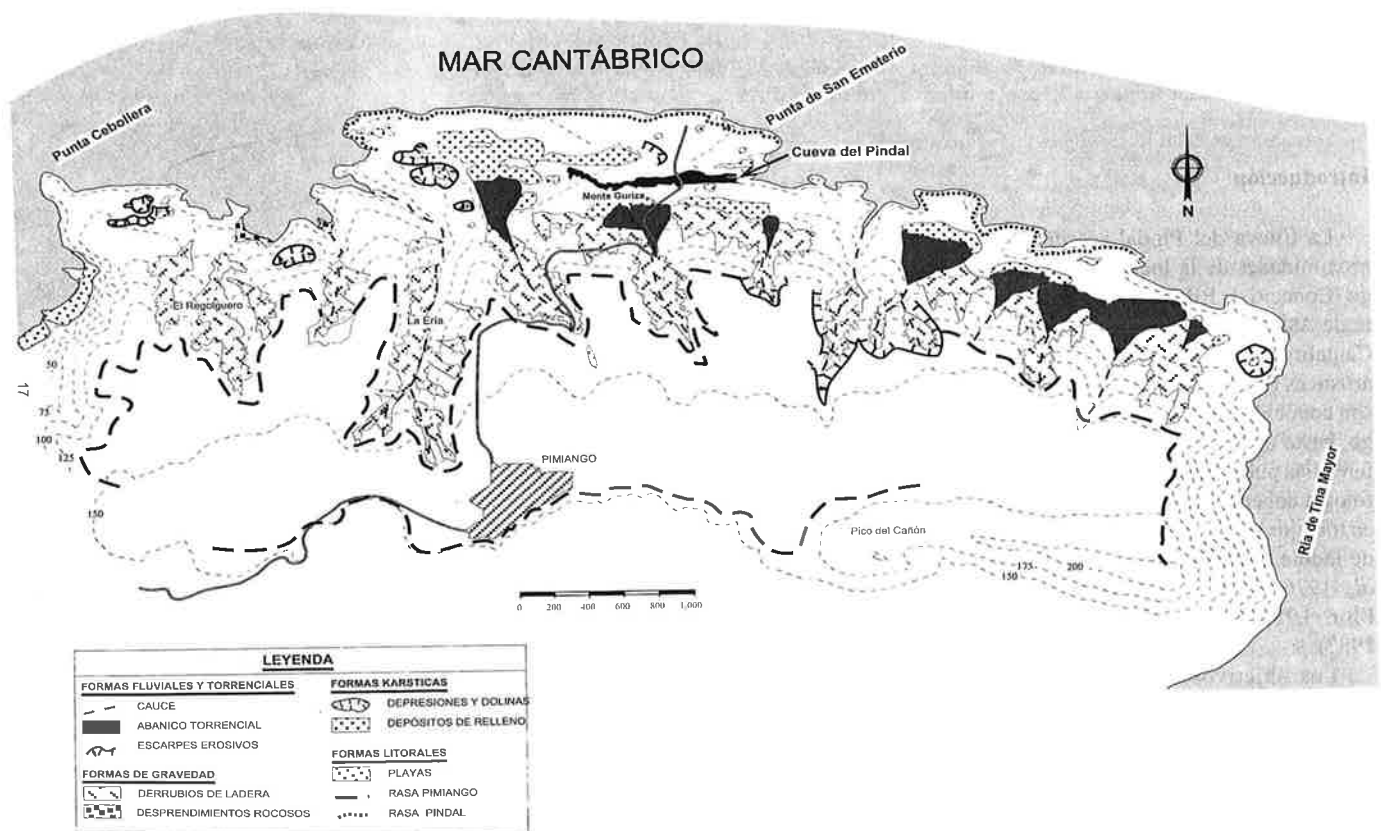 MAR CANTÁBRICO
Punta Cebollera
Punta de San Emeterio
Cueva del Pindal
Monte Guriza
N
El Regolguero
La Eria
50
75
100
125
150
17
PIMIANGO
Pico del Cañón
150
175
200
Ría de Tina Mayor
0 200 400 600 800 1,000
LEYENDA
FORMAS FLUVIALES Y TORRENCIALES
CAUCE
ABANICO TORRENCIAL
ESCARPES EROSIVOS
FORMAS DE GRAVEDAD
DERRUBIOS DE LADERA
DESPRENDIMIENTOS ROCOSOS
FORMAS KARSTICAS
DEPRESIONES Y DOLINAS
DEPÓSITOS DE RELLENO
FORMAS LITORALES
PLAYAS
RASA PIMIANGO
RASA PINDAL